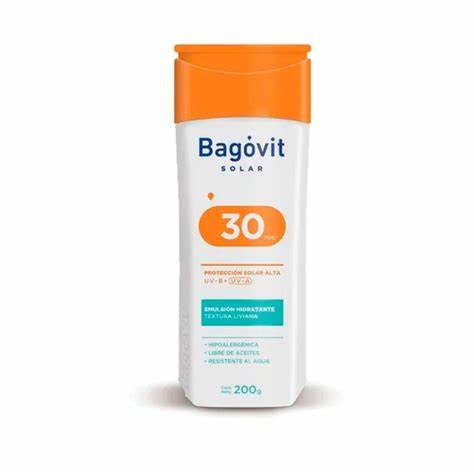 Bagóvit
SOLAR
30
PROTECCIÓN SOLAR ALTA
UV-B + UV-A
EMULSIÓN HIDRATANTE
TEXTURA LIVIANA
• HIPOALERGÉNICA
• LIBRE DE ACEITES
• RESISTENTE AL AGUA
200g